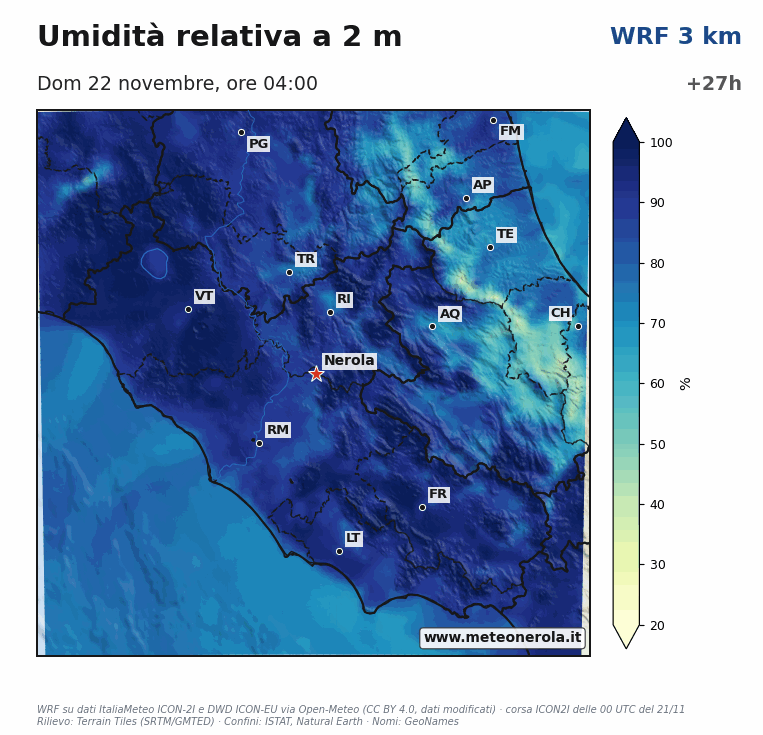 Umidità relativa a 2 m
WRF 3 km
Dom 22 novembre, ore 04:00
+27h
FM
PG
AP
TE
TR
VT
RI
AQ
CH
Nerola
RM
FR
LT
www.meteonerola.it
100
90
80
70
60
50
40
30
20
%
WRF su dati ItaliaMeteo ICON-2I e DWD ICON-EU via Open-Meteo (CC BY 4.0, dati modificati) · corsa ICON2I delle 00 UTC del 21/11
Rilievo: Terrain Tiles (SRTM/GMTED) · Confini: ISTAT, Natural Earth · Nomi: GeoNames